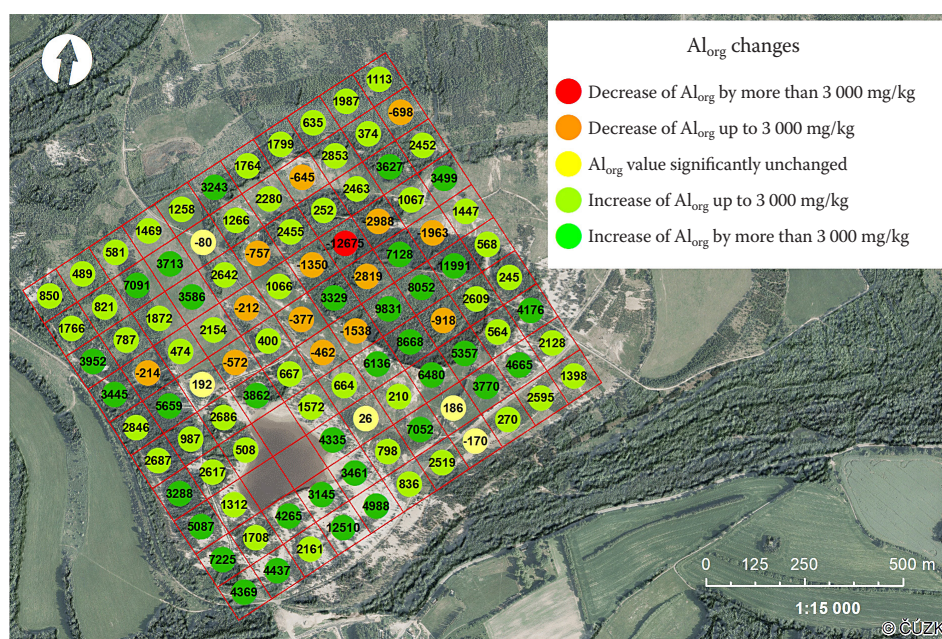 Al_org changes
Decrease of Al_org by more than 3 000 mg/kg
Decrease of Al_org up to 3 000 mg/kg
Al_org value significantly unchanged
Increase of Al_org up to 3 000 mg/kg
Increase of Al_org by more than 3 000 mg/kg
1113
1987 -698
635 374 2452
1799 2853 3627 3499
1764 -645 2463 1067 1447
3243 2280 252 -2988 -1963 568
1258 1266 2455 -12675 7128 11991 245
1469 -80 -757 -1350 -2819 8052 2609 4176
581 3713 2642 1066 3329 9831 -918 564 2128
489 7091 3586 -212 -377 -1538 8668 5357 4665 1398
850 821 1872 2154 400 -462 6136 6480 3770 2595
1766 787 474 -572 667 664 210 186 270
3952 -214 192 3862 1572 26 7052 -170
3445 5659 2686 4335 798 2519
2846 987 508 3461 836
2687 2617 3145 4988
3288 1312 4265 12510
5087 1708 2161
7225 4437
4369
0 125 250 500 m
1:15 000
© ČÚZK